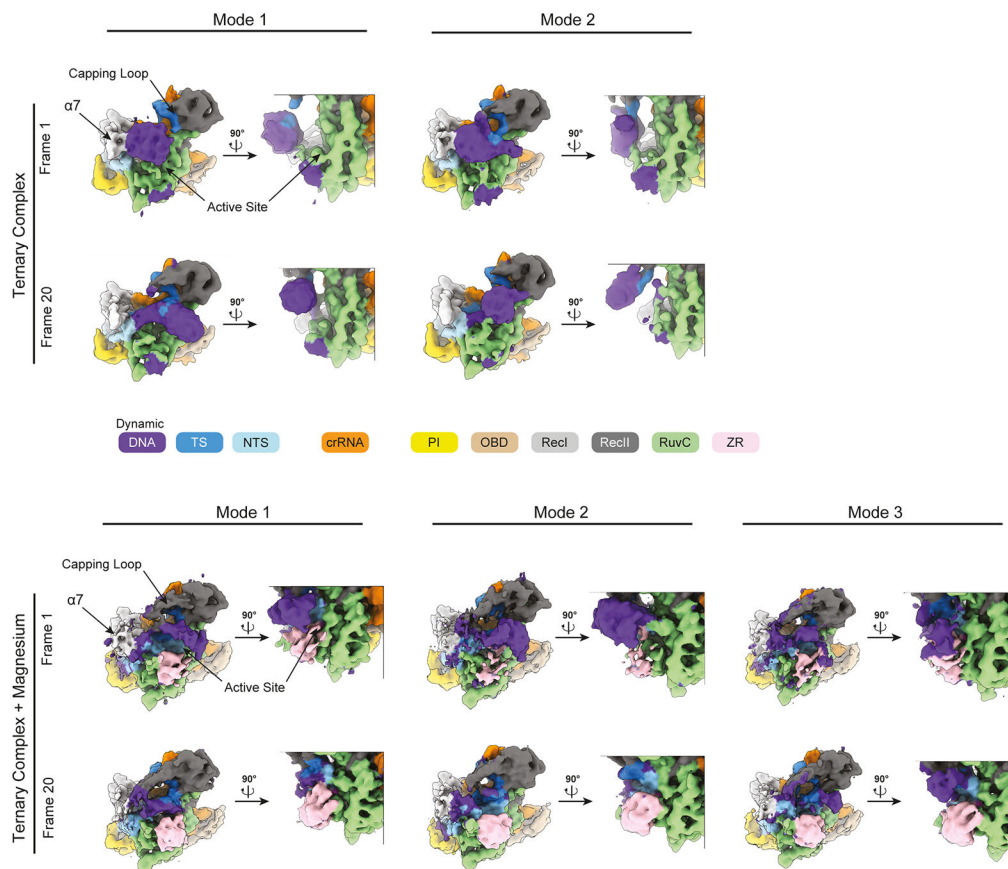 Mode 1
Mode 2
Ternary Complex
Frame 1
Capping Loop
α7
90°
Active Site
90°
Frame 20
90°
90°
Dynamic
DNA
TS
NTS
crRNA
PI
OBD
RecI
RecII
RuvC
ZR
Mode 1
Mode 2
Mode 3
Ternary Complex + Magnesium
Frame 1
Capping Loop
α7
90°
Active Site
90°
90°
Frame 20
90°
90°
90°